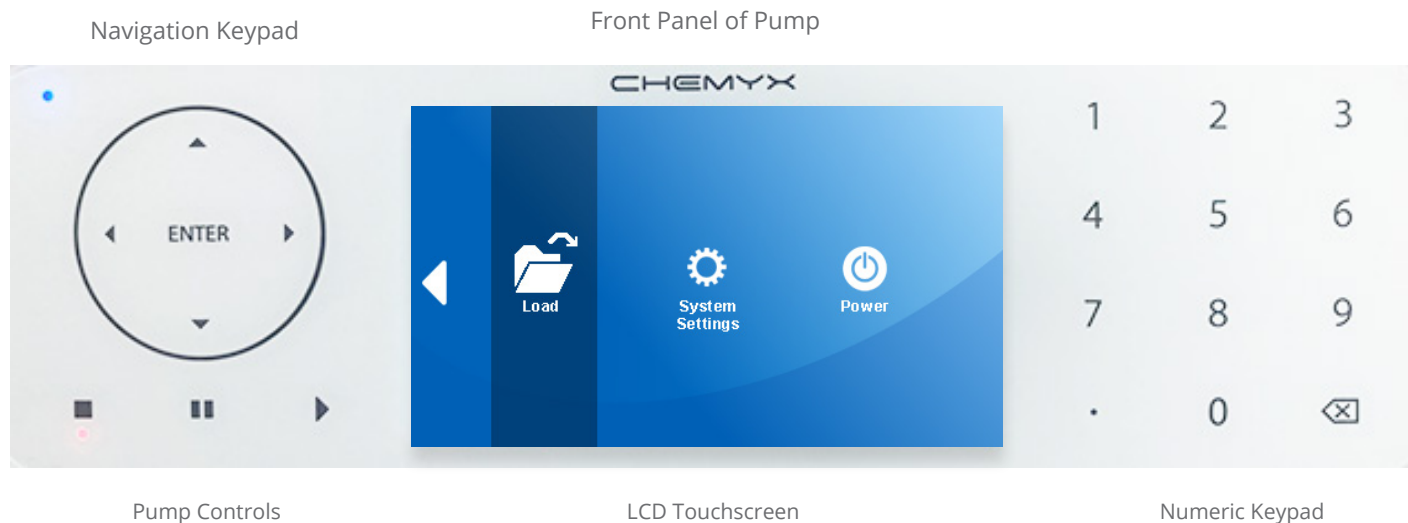 Navigation Keypad
Front Panel of Pump
CHEMYX
ENTER
Load
System
Settings
Power
1 2 3
4 5 6
7 8 9
. 0
Pump Controls
LCD Touchscreen
Numeric Keypad